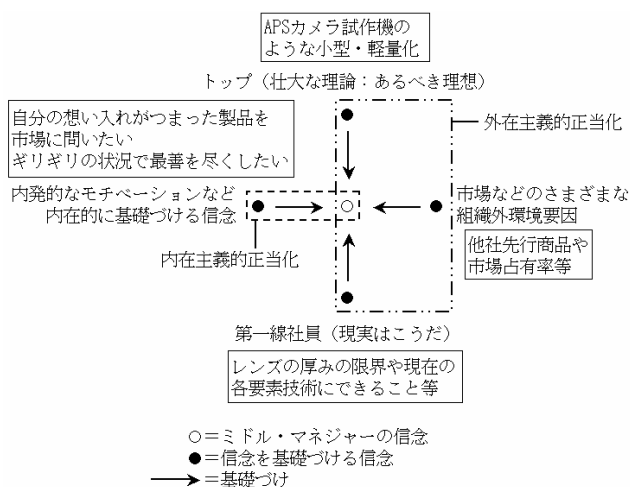 APSカメラ試作機の
ような小型・軽量化
トップ（壮大な理論：あるべき理想）
自分の想い入れがつまった製品を
市場に問いたい
ギリギリの状況で最善を尽くしたい
外在主義的正当化
内発的なモチベーションなど
内在的に基礎づける信念
市場などのさまざまな
組織外環境要因
内在主義的正当化
他社先行商品や
市場占有率等
第一線社員（現実はこうだ）
レンズの厚みの限界や現在の
各要素技術にできること等
○＝ミドル・マネジャーの信念
●＝信念を基礎づける信念
→＝基礎づけ